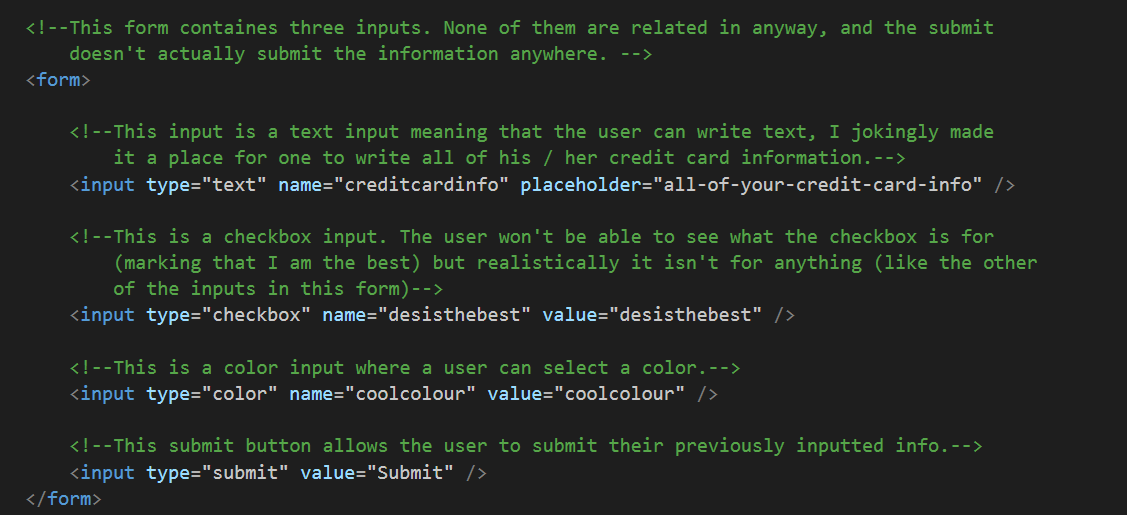 <!--This form containes three inputs. None of them are related in anyway, and the submit
doesn't actually submit the information anywhere. -->
<form>
<!--This input is a text input meaning that the user can write text, I jokingly made
it a place for one to write all of his / her credit card information.-->
<input type="text" name="creditcardinfo" placeholder="all-of-your-credit-card-info" />
<!--This is a checkbox input. The user won't be able to see what the checkbox is for
(marking that I am the best) but realistically it isn't for anything (like the other
of the inputs in this form)-->
<input type="checkbox" name="desisthebest" value="desisthebest" />
<!--This is a color input where a user can select a color.-->
<input type="color" name="coolcolour" value="coolcolour" />
<!--This submit button allows the user to submit their previously inputted info.-->
<input type="submit" value="Submit" />
</form>